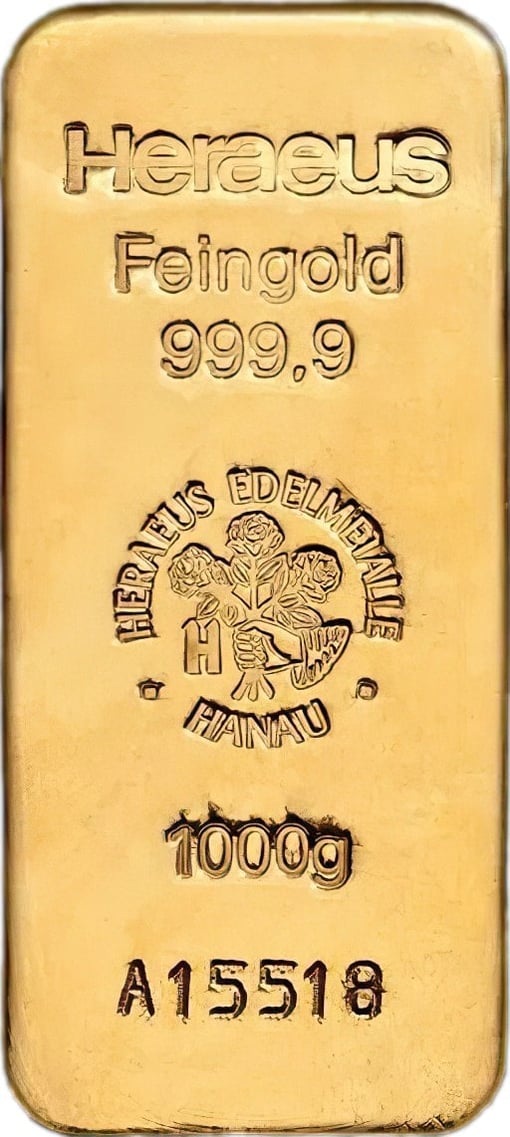 Heraeus
Feingold
999,9
HERAEUS EDELMETALLE
H
HANAU
1000g
A15518